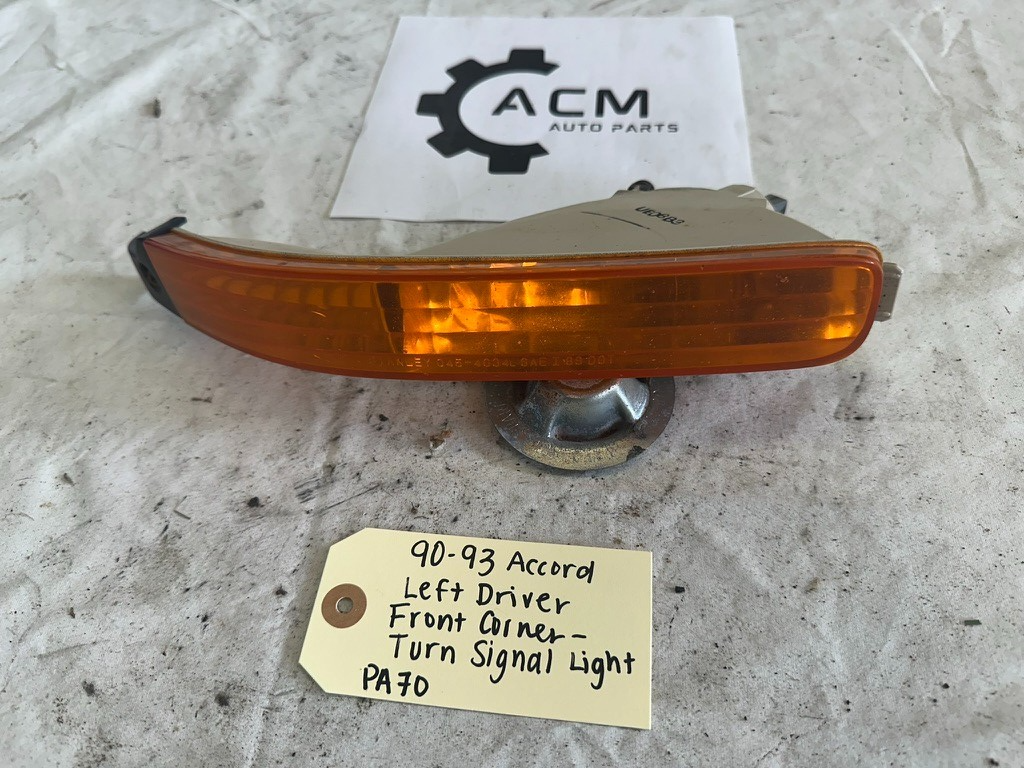 ACM
AUTO PARTS
90-93 Accord
Left Driver
Front Corner-
Turn Signal Light
PA70